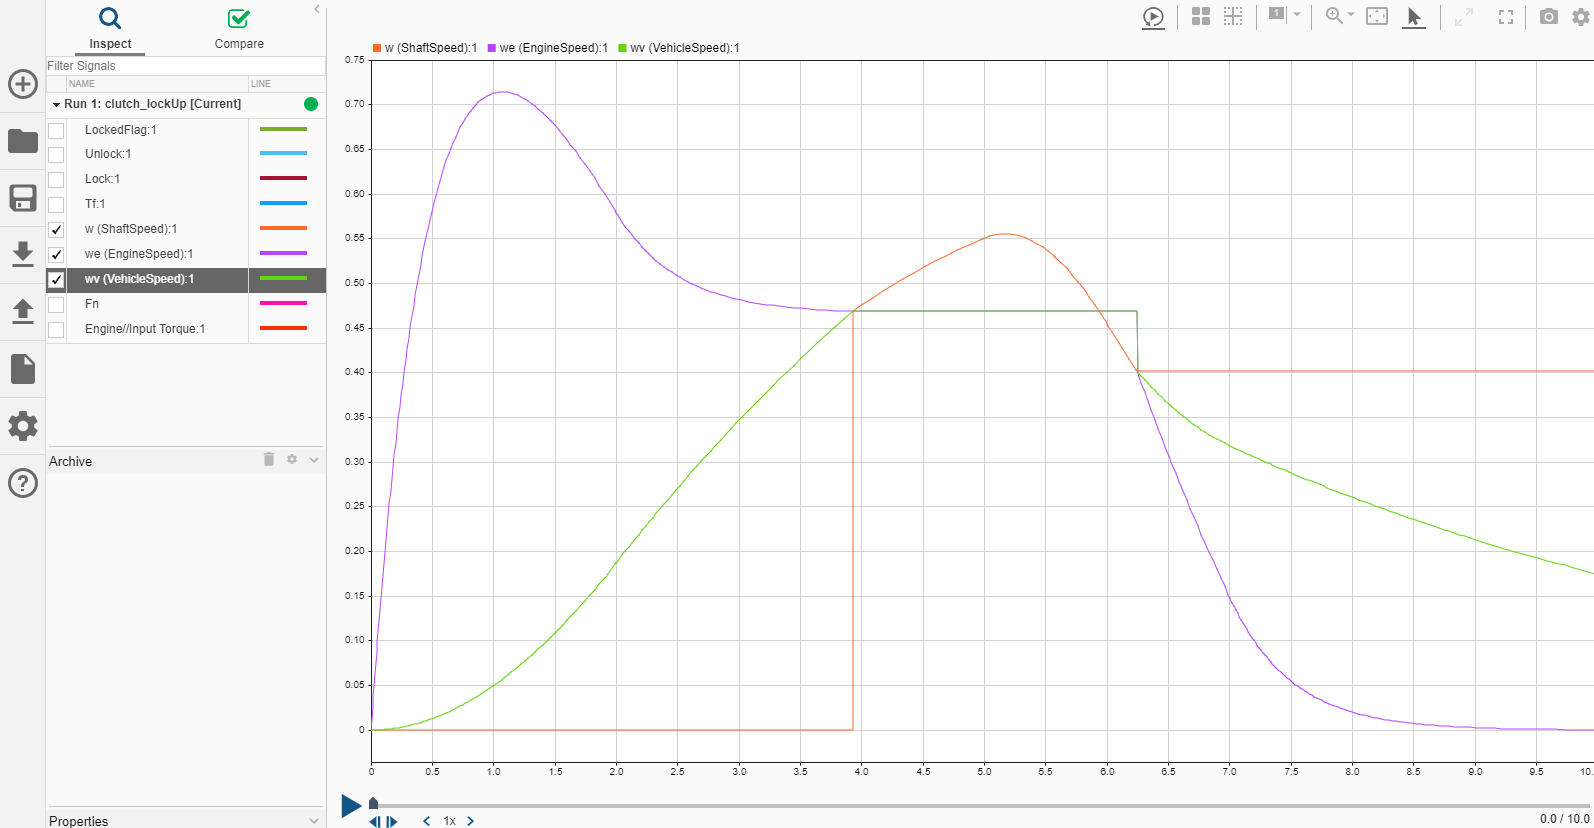 Inspect
Compare
Filter Signals
NAME
LINE
Run 1: clutch_lockUp [Current]
LockedFlag:1
Unlock:1
Lock:1
Tf:1
w (ShaftSpeed):1
we (EngineSpeed):1
wv (VehicleSpeed):1
Fn
Engine//Input Torque:1
Archive
Properties
1
w (ShaftSpeed):1 we (EngineSpeed):1 wv (VehicleSpeed):1
0.75
0.70
0.65
0.60
0.55
0.50
0.45
0.40
0.35
0.30
0.25
0.20
0.15
0.10
0.05
0
0 0.5 1.0 1.5 2.0 2.5 3.0 3.5 4.0 4.5 5.0 5.5 6.0 6.5 7.0 7.5 8.0 8.5 9.0 9.5 10.
1x
0.0 / 10.0